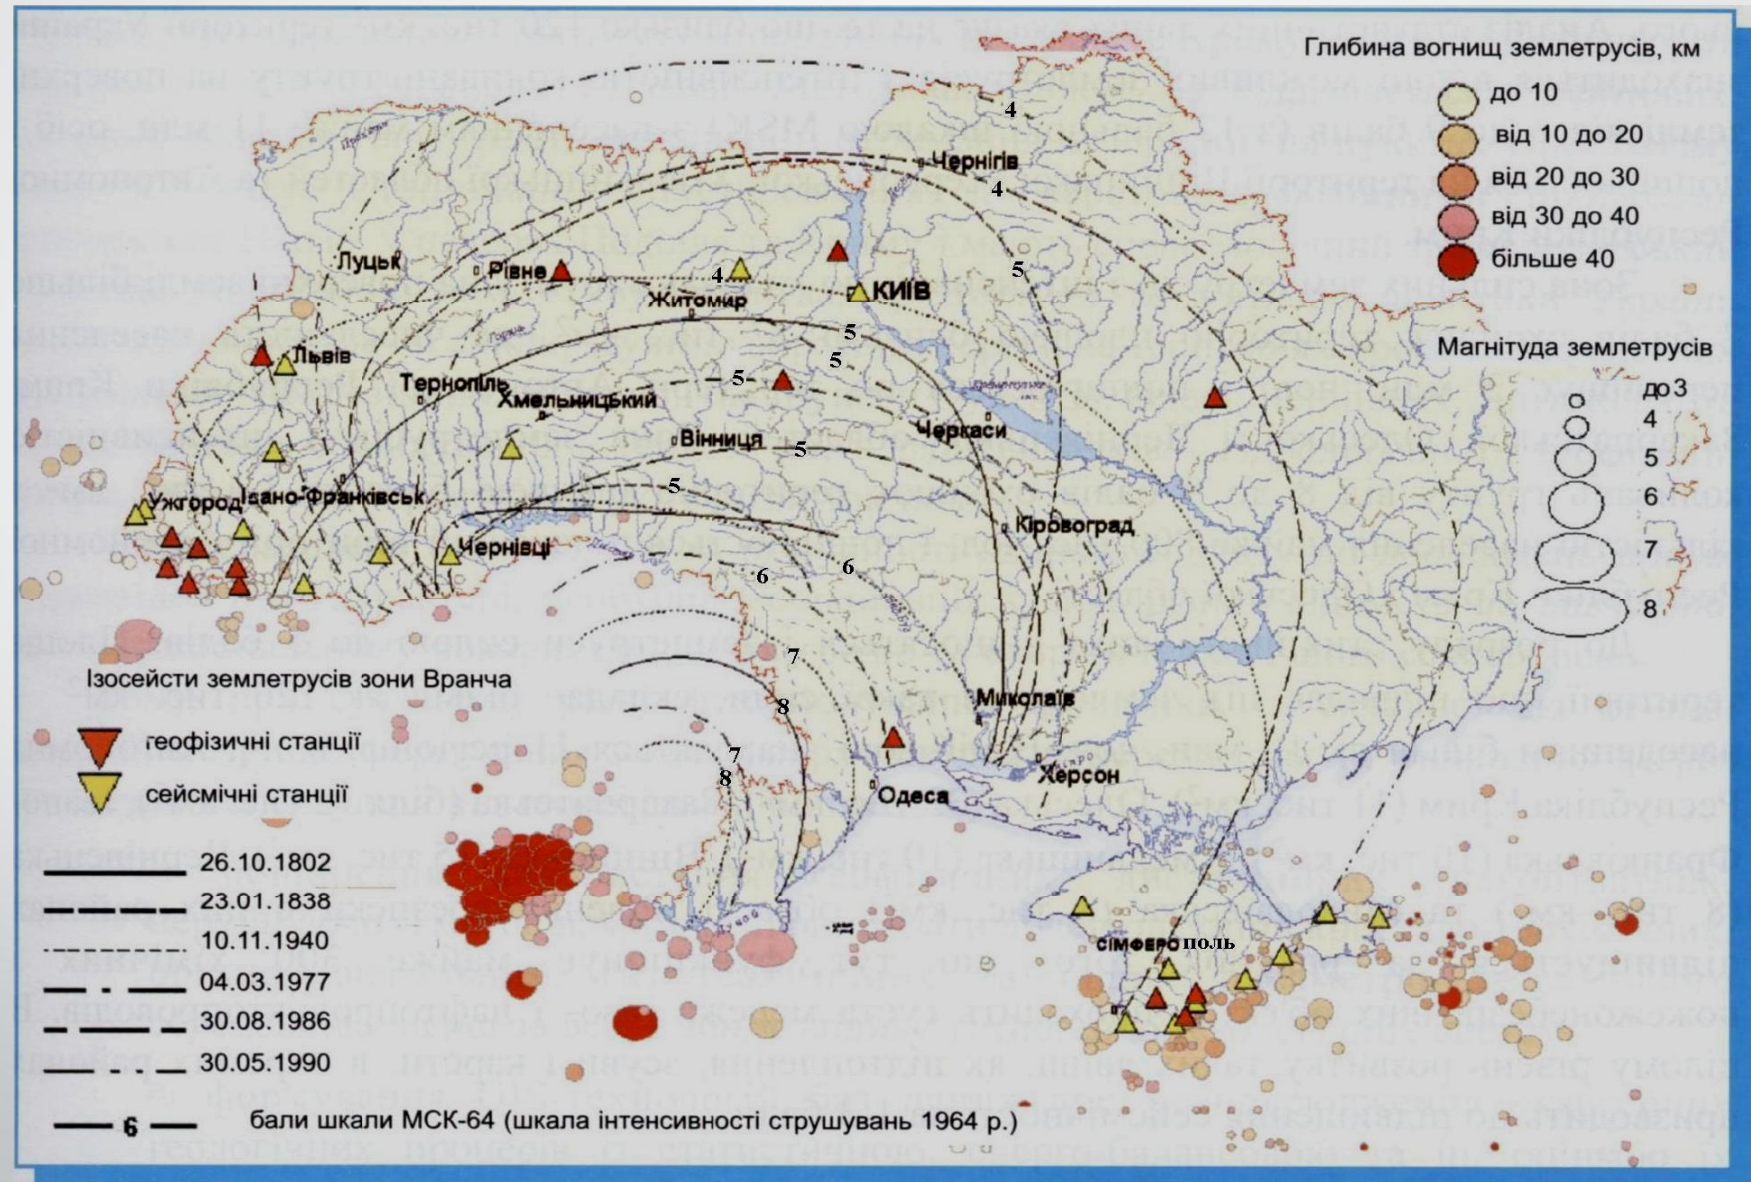 Глибина вогнищ землетрусів, км
до 10
від 10 до 20
від 20 до 30
від 30 до 40
більше 40
Магнітуда землетрусів
до 3
4
5
6
7
8
4
Чернігів
4
Луцьк
Рівне
4
5
КИЇВ
Житомир
5
5
Львів
5
Тернопіль
Хмельницький
Черкаси
Вінниця
5
5
Ужгород
Івано-Франківськ
Кіровоград
Чернівці
6
6
7
8
Миколаїв
7
8
Херсон
Одеса
СІМФЕРОПОЛЬ
Ізосейсти землетрусів зони Вранча
геофізичні станції
сейсмічні станції
26.10.1802
23.01.1838
10.11.1940
04.03.1977
30.08.1986
30.05.1990
6
бали шкали МСК-64 (шкала інтенсивності струшувань 1964 р.)